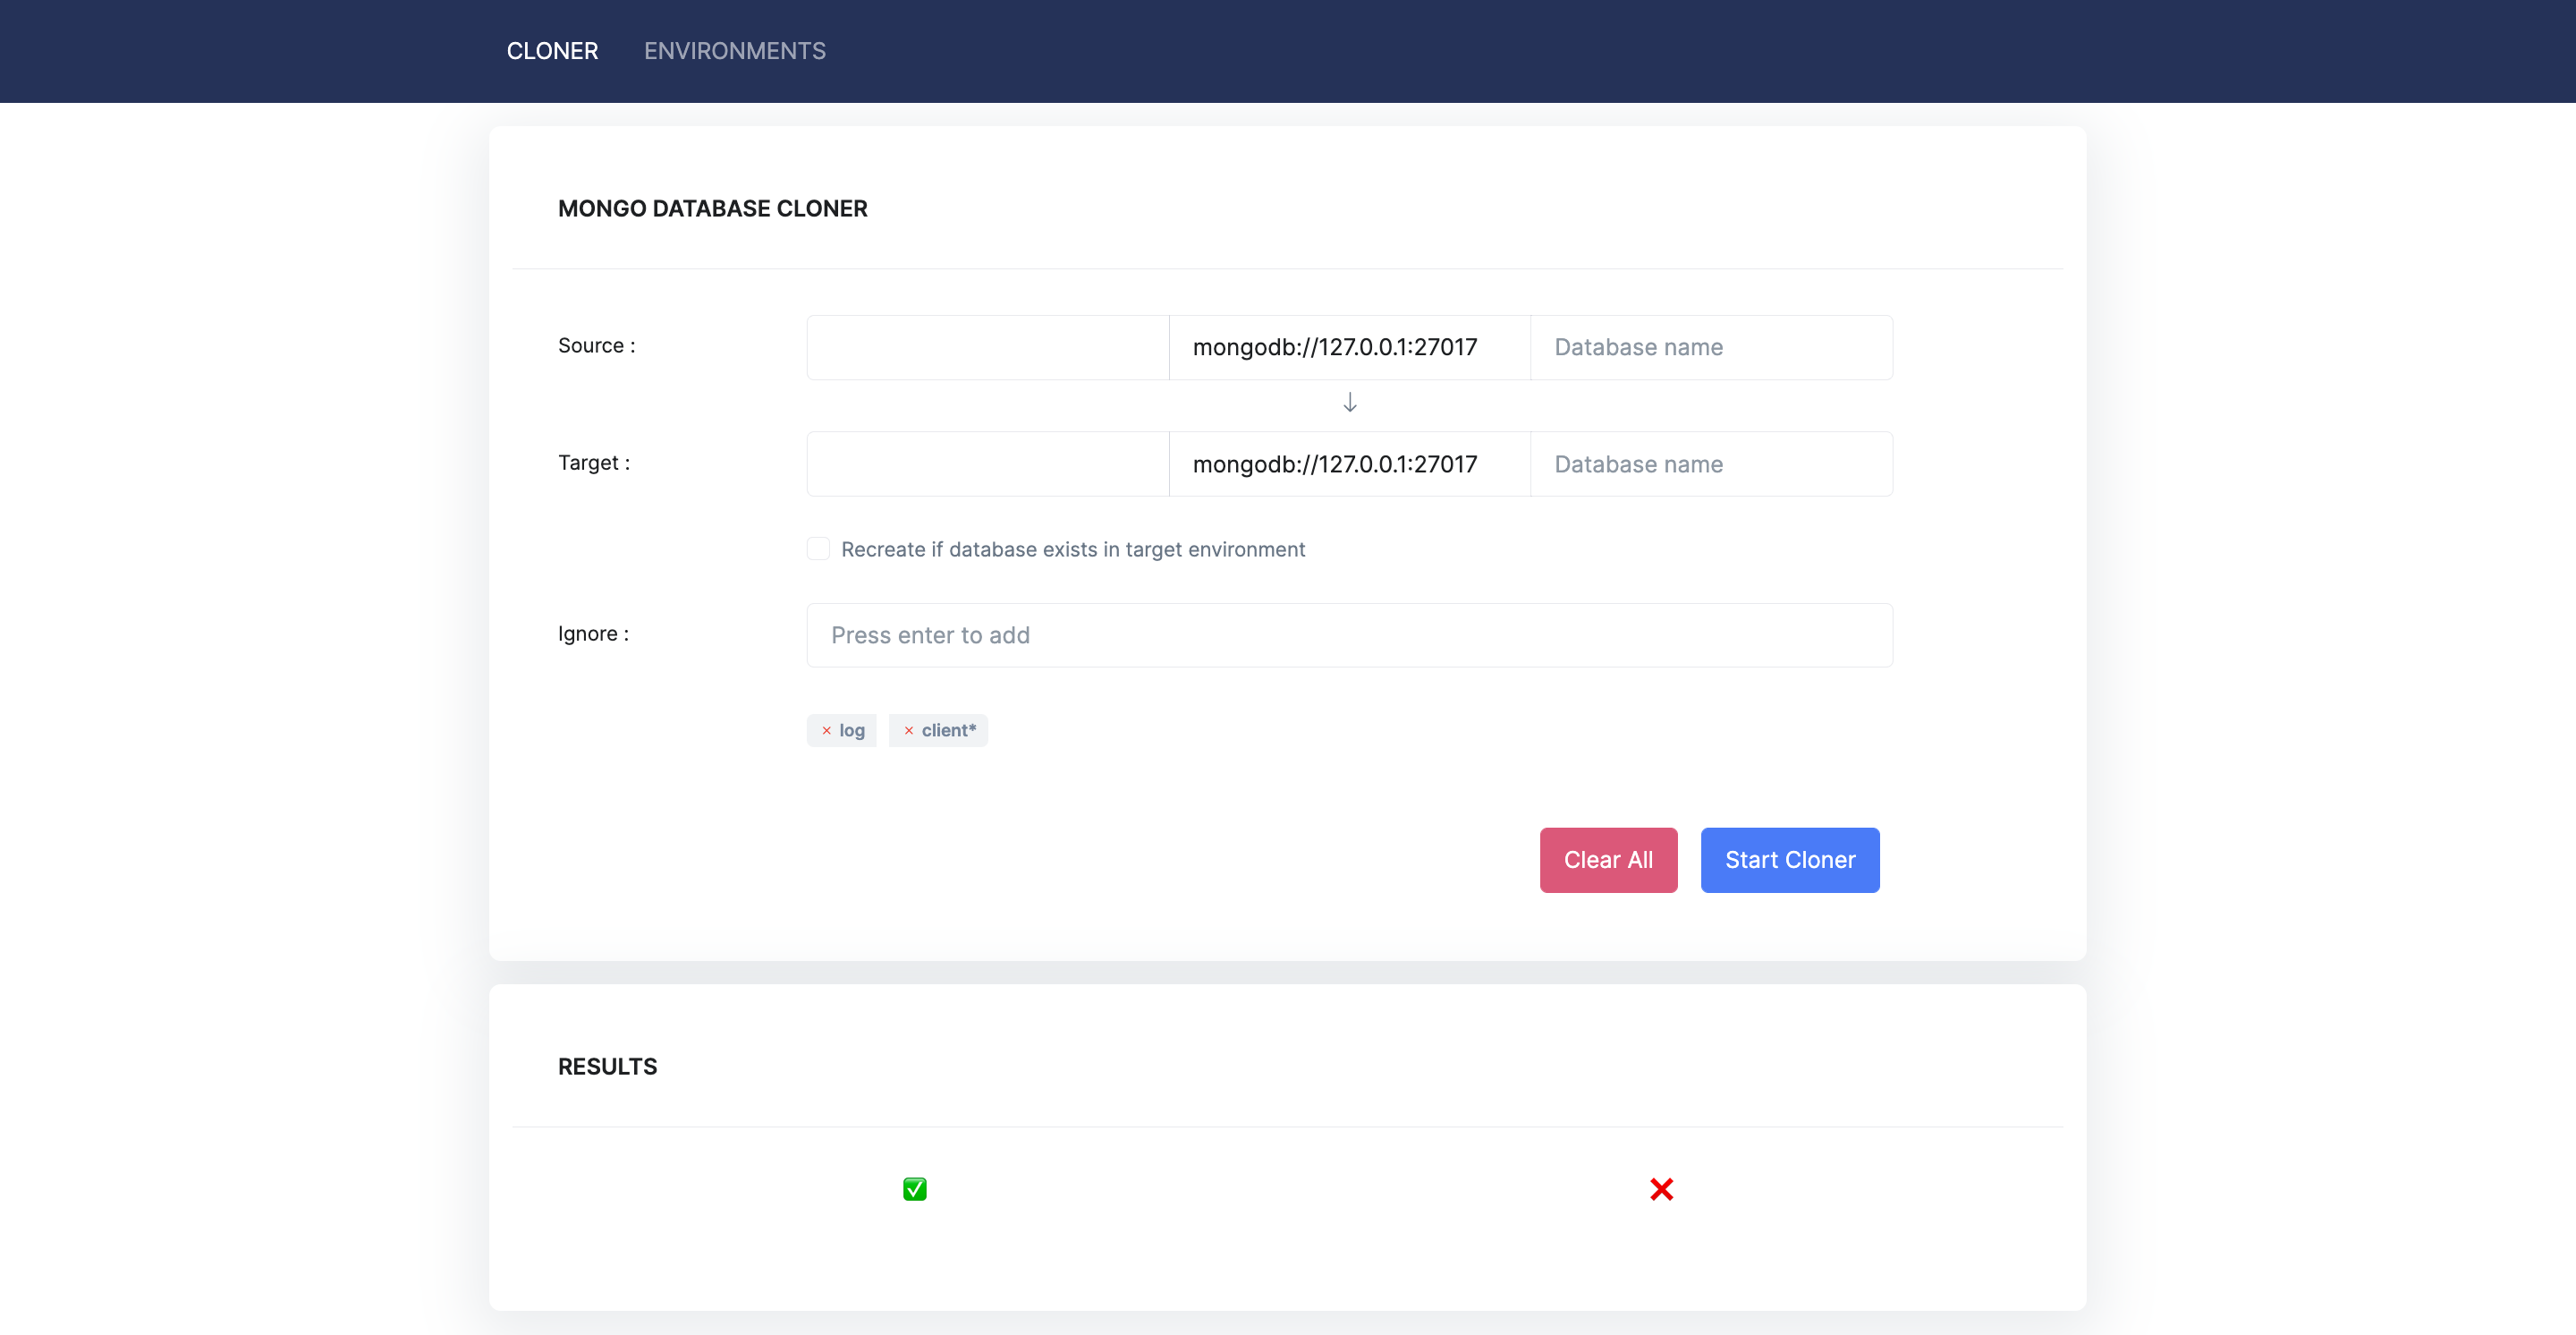 CLONER ENVIRONMENTS
MONGO DATABASE CLONER
Source : mongodb://127.0.0.1:27017 Database name
↓
Target : mongodb://127.0.0.1:27017 Database name
Recreate if database exists in target environment
Ignore : Press enter to add
× log × client*
Clear All Start Cloner
RESULTS
✅ ❌